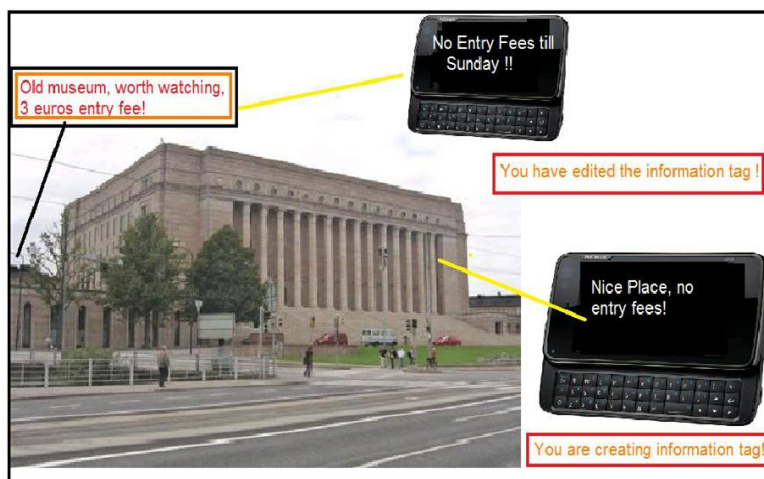 No Entry Fees till
Sunday !!
Old museum, worth watching,
3 euros entry fee!
You have edited the information tag !
Nice Place, no
entry fees!
You are creating information tag!